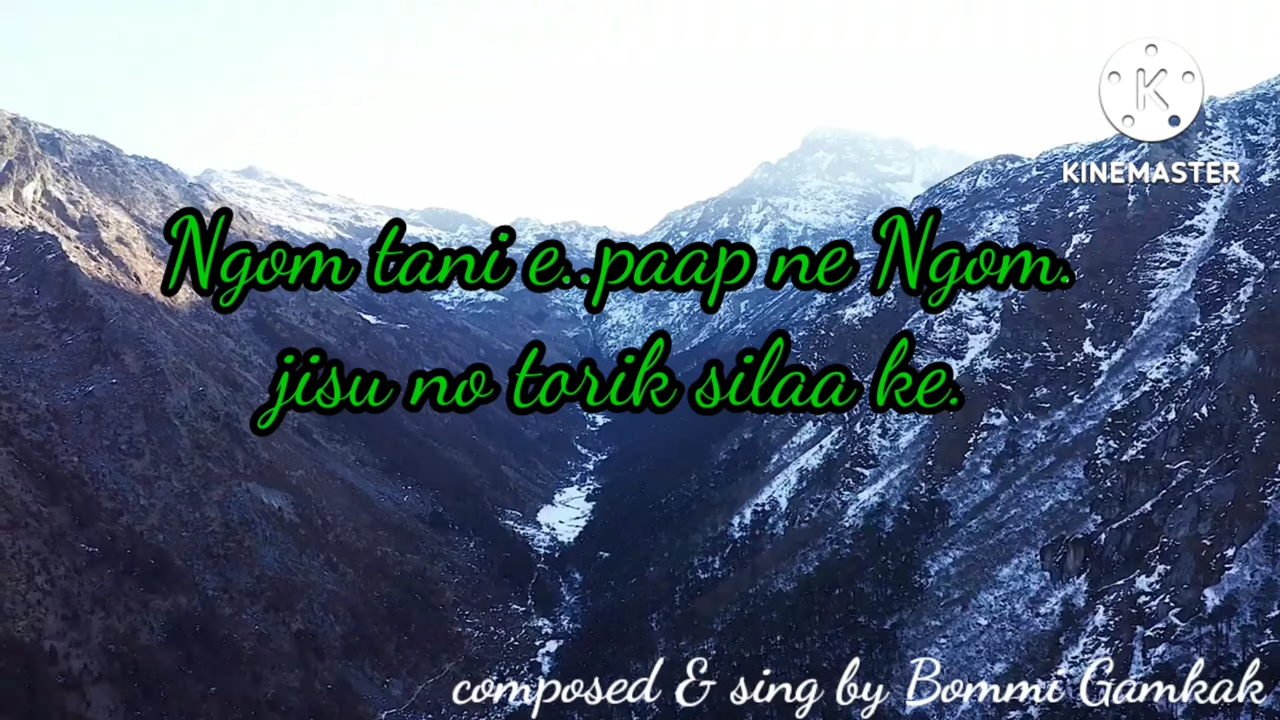 KINEMASTER
Ngom tani e..paap ne Ngom.
jisu no torik silaa ke.
composed & sing by Bommi Gamkak